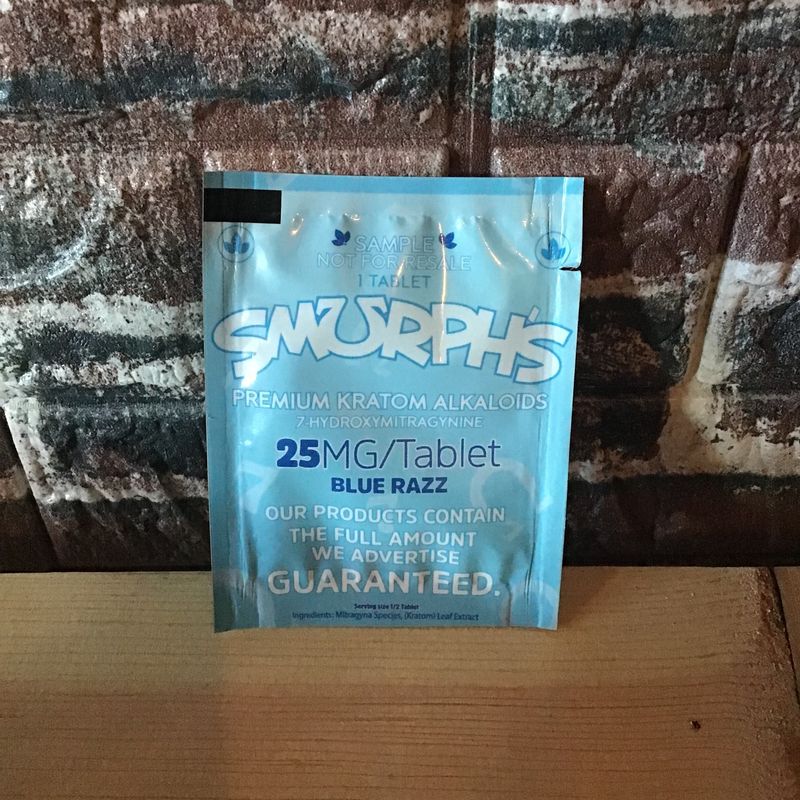 SAMPLE
NOT FOR RESALE
1 TABLET
SMURPH'S
PREMIUM KRATOM ALKALOIDS
7-HYDROXYMITRAGYNINE
25MG/Tablet
BLUE RAZZ
OUR PRODUCTS CONTAIN
THE FULL AMOUNT
WE ADVERTISE
GUARANTEED.
Serving size 1/2 Tablet
Ingredients: Mitragyna Species, (Kratom) Leaf Extract